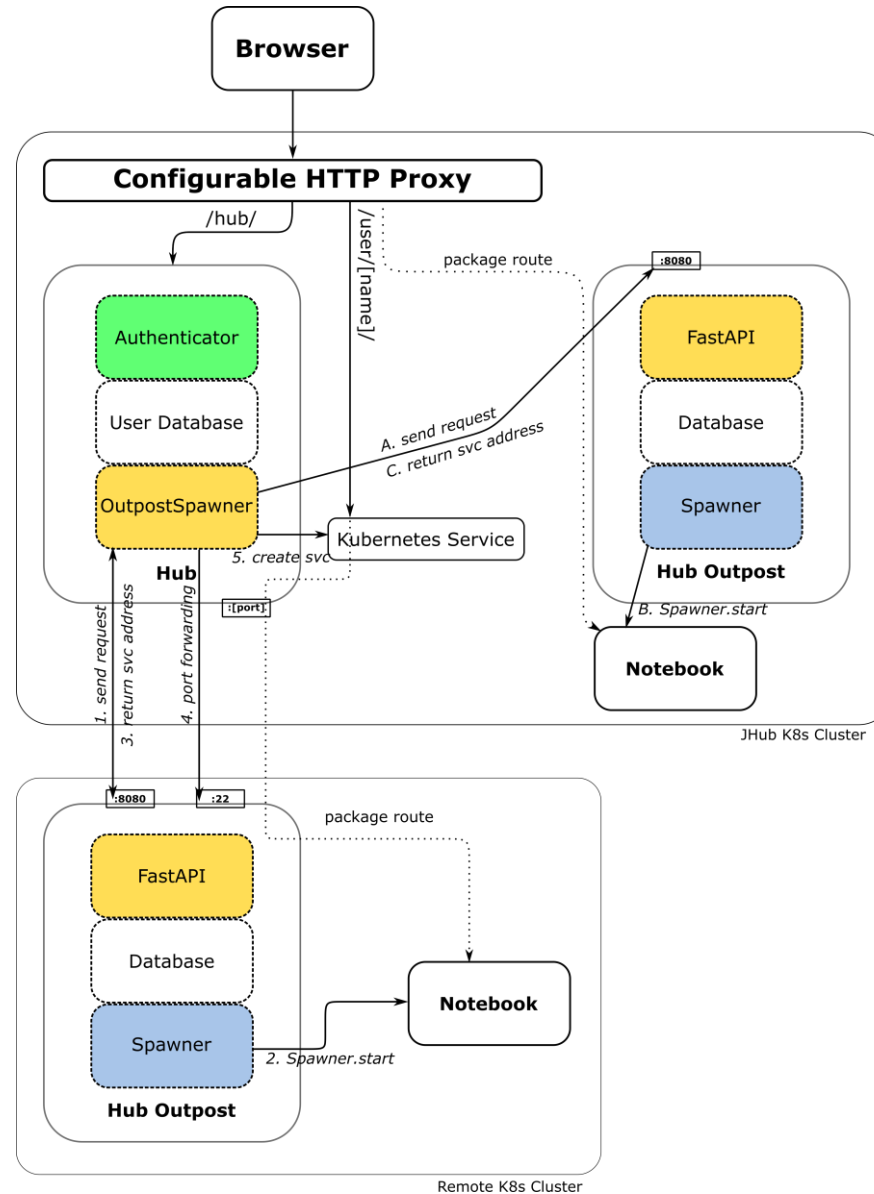 Browser
Configurable HTTP Proxy
/hub/
/user/[name]/
package route
:8080
Authenticator
User Database
OutpostSpawner
Hub
:[port]
A. send request
C. return svc address
5. create svc
Kubernetes Service
FastAPI
Database
Spawner
Hub Outpost
B. Spawner.start
Notebook
JHub K8s Cluster
1. send request
3. return svc address
4. port forwarding
:8080
:22
package route
FastAPI
Database
Spawner
Hub Outpost
2. Spawner.start
Notebook
Remote K8s Cluster